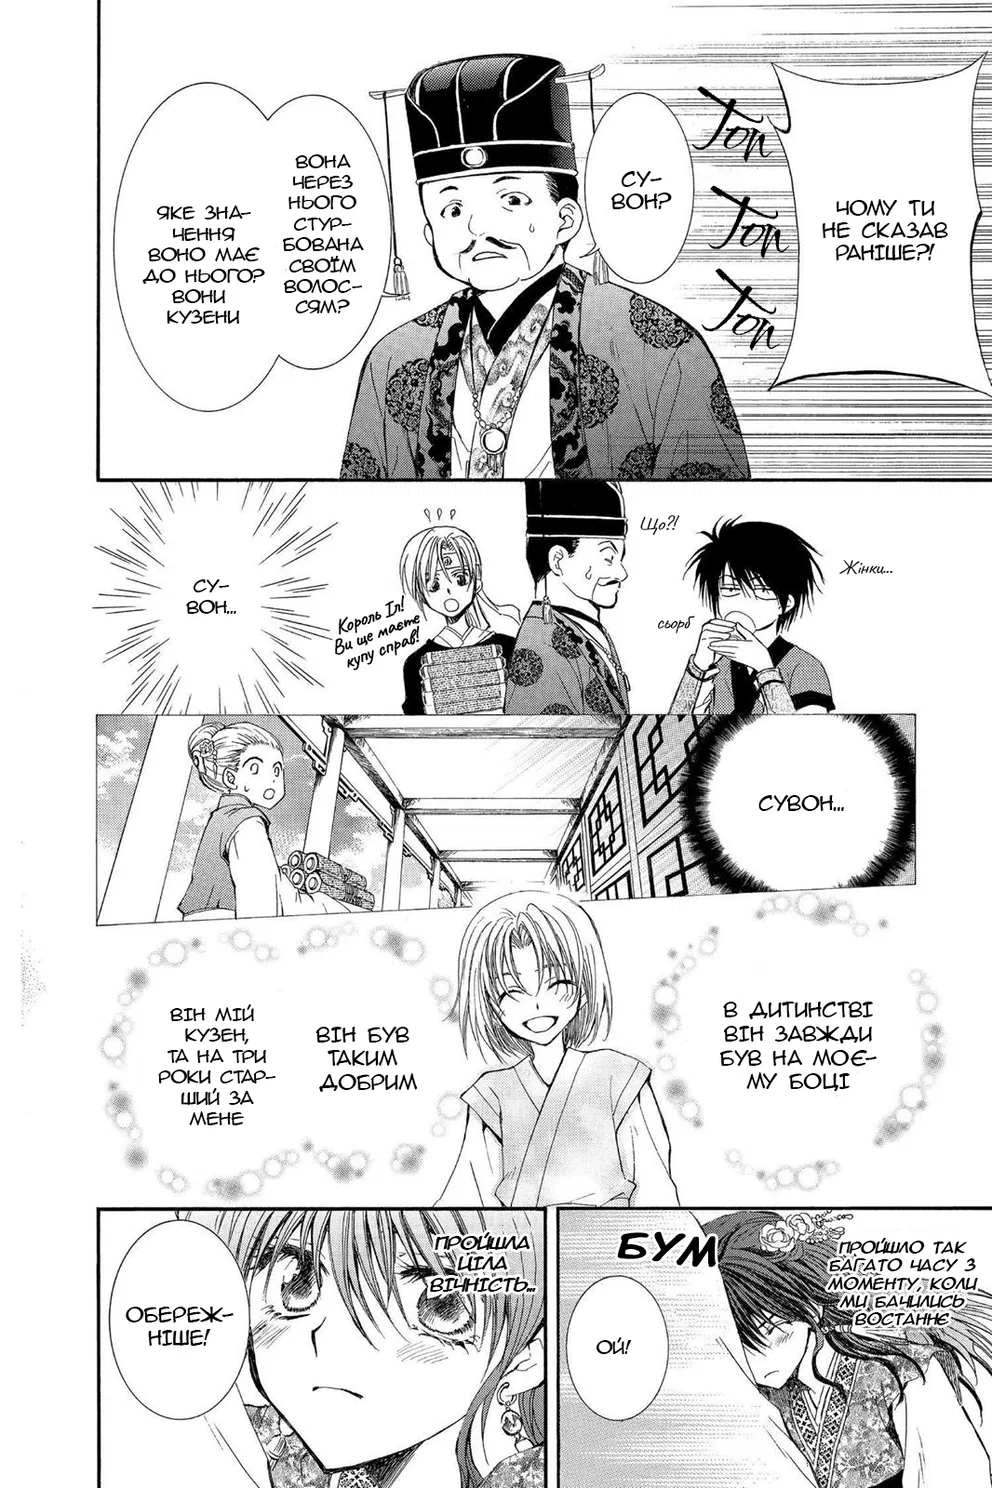 ЧОМУ ТИ
НЕ СКАЗАВ
РАНІШЕ?!
Топ
Топ
Топ
СУ-
ВОН?
ВОНА
ЧЕРЕЗ
НЬОГО
СТУР-
БОВАНА
СВОЇМ
ВОЛОС-
СЯМ?
ЯКЕ ЗНА-
ЧЕННЯ
ВОНО МАЄ
ДО НЬОГО?
ВОНИ
КУЗЕНИ
Жінки...
сьорб
Що?!
Король Іл!
Ви ще маєте
купу справ!
СУ-
ВОН...
СУВОН...
В ДИТИНСТВІ
ВІН ЗАВЖДИ
БУВ НА МОЄ-
МУ БОЦІ
ВІН БУВ
ТАКИМ
ДОБРИМ
ВІН МІЙ
КУЗЕН,
ТА НА ТРИ
РОКИ СТАР-
ШИЙ ЗА
МЕНЕ
ПРОЙШЛО ТАК
БАГАТО ЧАСУ З
МОМЕНТУ, КОЛИ
МИ БАЧИЛИСЬ
ВОСТАННЄ
БУМ
ОЙ!
ПРОЙШЛА
ЦІЛА
ВІЧНІСТЬ...
ОБЕРЕЖ-
НІШЕ!